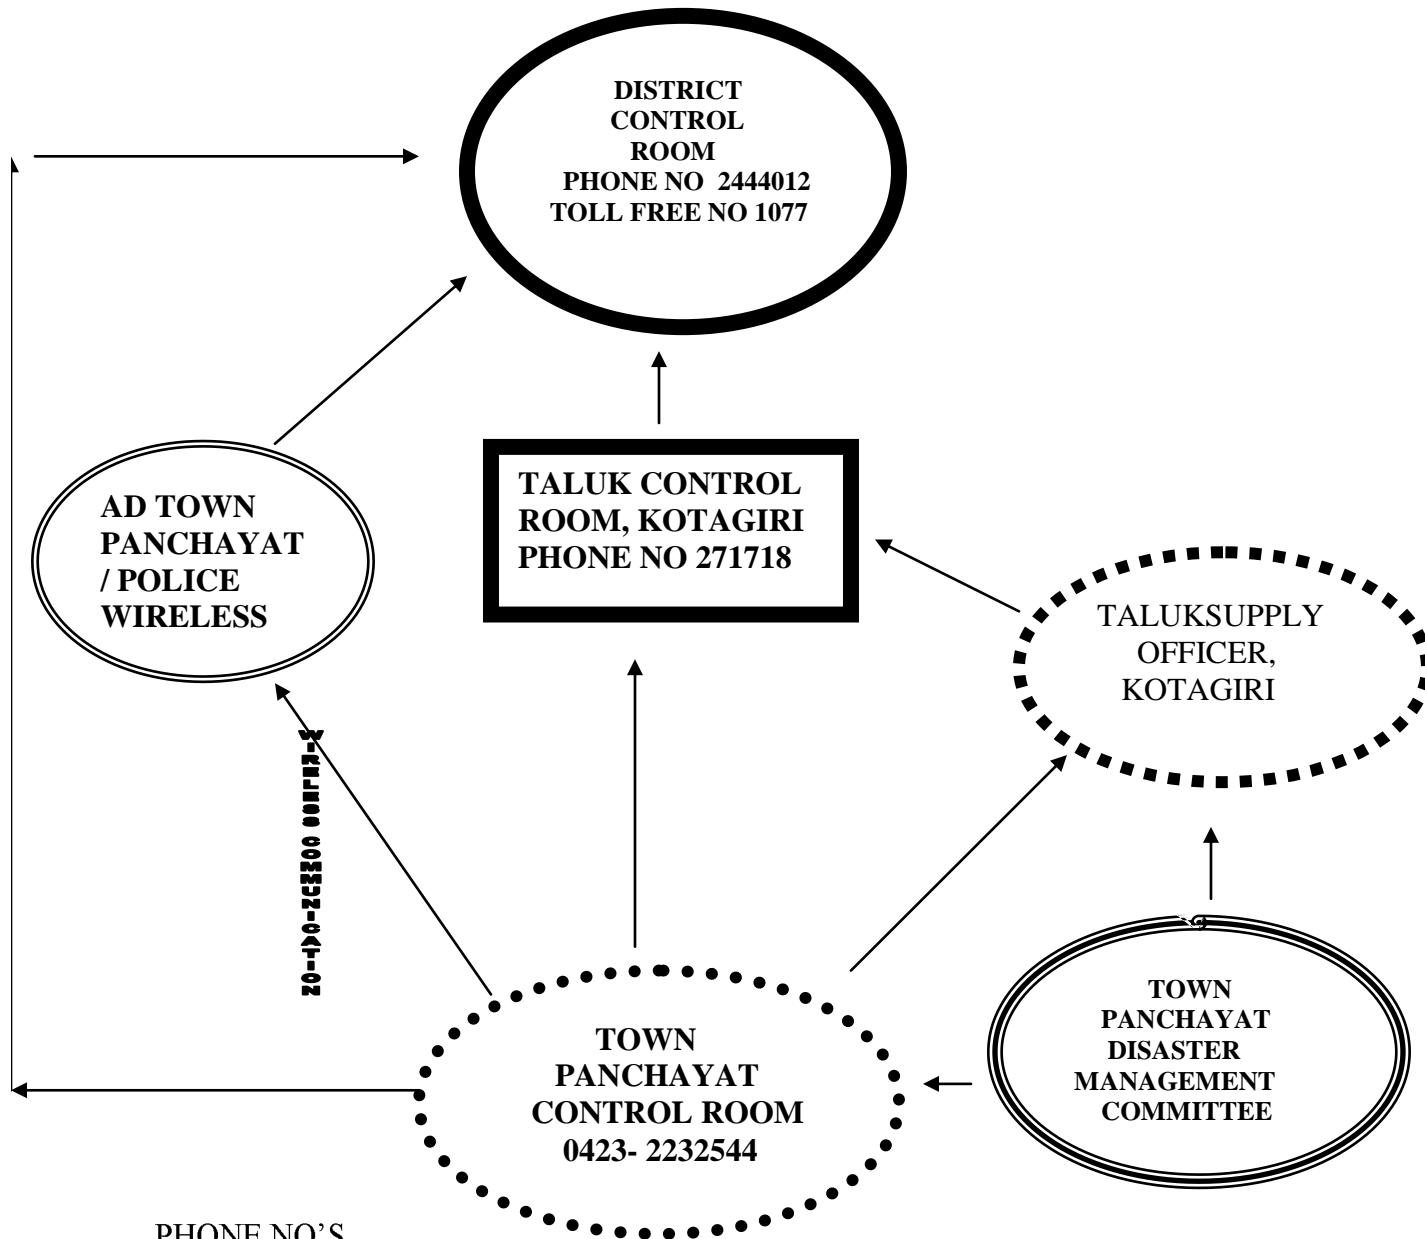 DISTRICT
CONTROL
ROOM
PHONE NO 2444012
TOLL FREE NO 1077
AD TOWN
PANCHAYAT
/ POLICE
WIRELESS
TALUK CONTROL
ROOM, KOTAGIRI
PHONE NO 271718
TALUKSUPPLY
OFFICER,
KOTAGIRI
WIRELESS COMMUNICATION
TOWN
PANCHAYAT
CONTROL ROOM
0423- 2232544
TOWN
PANCHAYAT
DISASTER
MANAGEMENT
COMMITTEE
PHONE NO'S